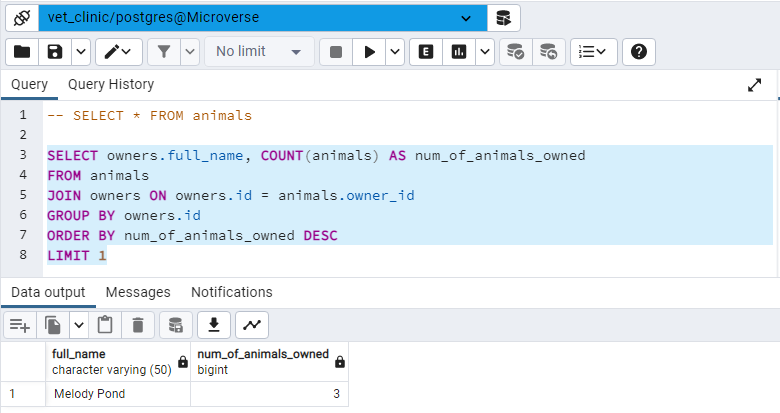 vet_clinic/postgres@Microverse
No limit
E
Query Query History
1 -- SELECT * FROM animals
2
3 SELECT owners.full_name, COUNT(animals) AS num_of_animals_owned
4 FROM animals
5 JOIN owners ON owners.id = animals.owner_id
6 GROUP BY owners.id
7 ORDER BY num_of_animals_owned DESC
8 LIMIT 1
Data output Messages Notifications
full_name num_of_animals_owned
character varying (50) bigint
1 Melody Pond 3